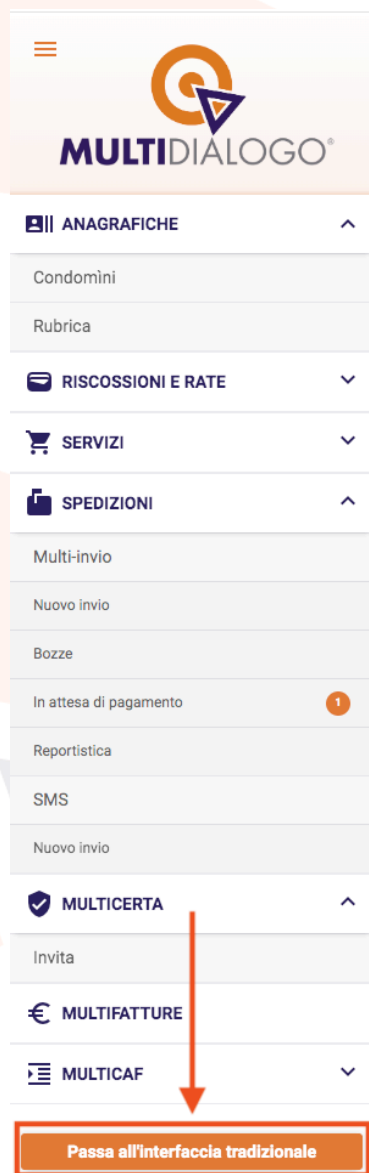 MULTIDIALOGO®
ANAGRAFICHE
Condomìni
Rubrica
RISCOSSIONI E RATE
SERVIZI
SPEDIZIONI
Multi-invio
Nuovo invio
Bozze
In attesa di pagamento 1
Reportistica
SMS
Nuovo invio
MULTICERTA
Invita
MULTIFATTURE
MULTICAF
Passa all'interfaccia tradizionale